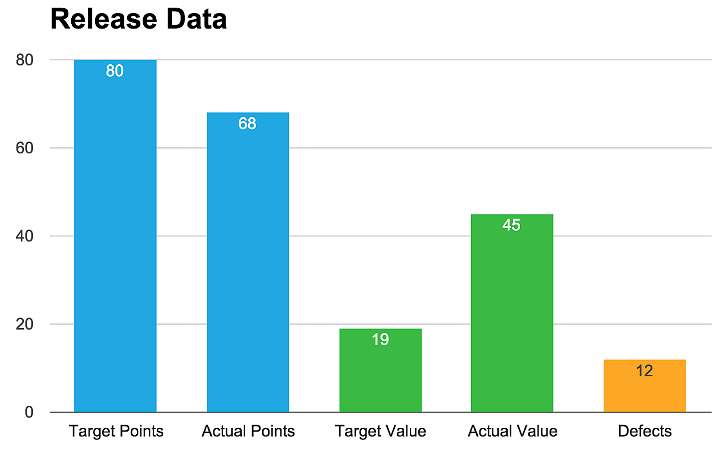 Release Data
80
60
40
20
0
80
68
19
45
12
Target Points
Actual Points
Target Value
Actual Value
Defects